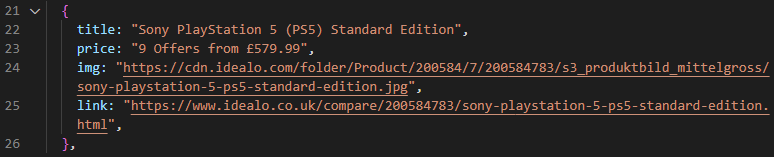 21 {
22 title: "Sony PlayStation 5 (PS5) Standard Edition",
23 price: "9 Offers from £579.99",
24 img: "https://cdn.idealo.com/folder/Product/200584/7/200584783/s3_produktbild_mittelgross/
sony-playstation-5-ps5-standard-edition.jpg",
25 link: "https://www.idealo.co.uk/compare/200584783/sony-playstation-5-ps5-standard-edition.
html",
26 },